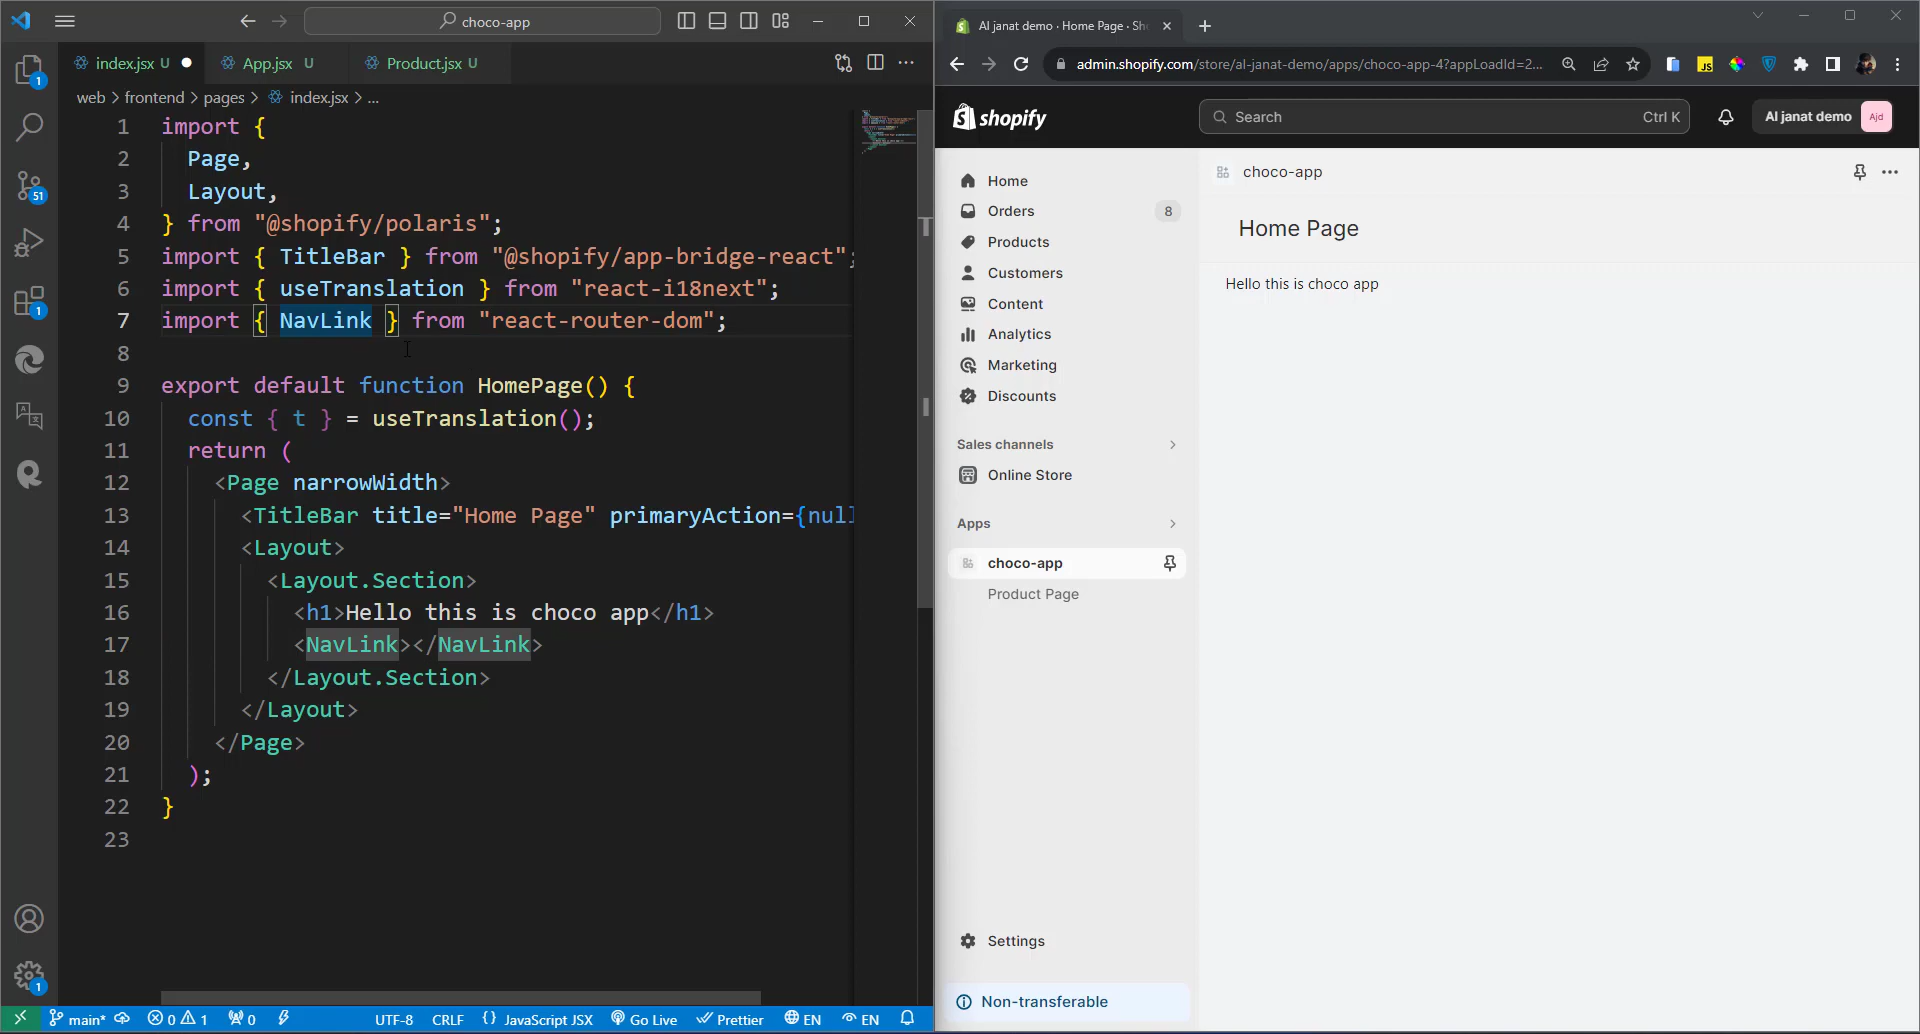 choco-app
index.jsx U
App.jsx U
Product.jsx U
web > frontend > pages > index.jsx > ...
1 import {
2 Page,
3 Layout,
4 } from "@shopify/polaris";
5 import { TitleBar } from "@shopify/app-bridge-react";
6 import { useTranslation } from "react-i18next";
7 import { NavLink } from "react-router-dom";
8
9 export default function HomePage() {
10 const { t } = useTranslation();
11 return (
12 <Page narrowWidth>
13 <TitleBar title="Home Page" primaryAction={null
14 <Layout>
15 <Layout.Section>
16 <h1>Hello this is choco app</h1>
17 <NavLink></NavLink>
18 </Layout.Section>
19 </Layout>
20 </Page>
21 );
22 }
23
1
51
1
1
main* 0 1 0 UTF-8 CRLF {} JavaScript JSX Go Live Prettier EN EN
Al janat demo · Home Page · Sh
admin.shopify.com/store/al-janat-demo/apps/choco-app-4?appLoadId=2...
JS
shopify
Search Ctrl K
Al janat demo Ajd
Home
Orders 8
Products
Customers
Content
Analytics
Marketing
Discounts
Sales channels
Online Store
Apps
choco-app
Product Page
Settings
Non-transferable
choco-app
Home Page
Hello this is choco app